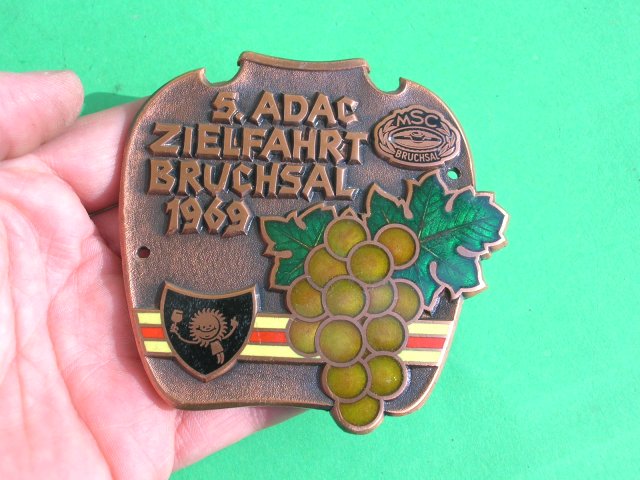 5. ADAC
ZIELFAHRT
BRUCHSAL
1969
MSC
BRUCHSAL